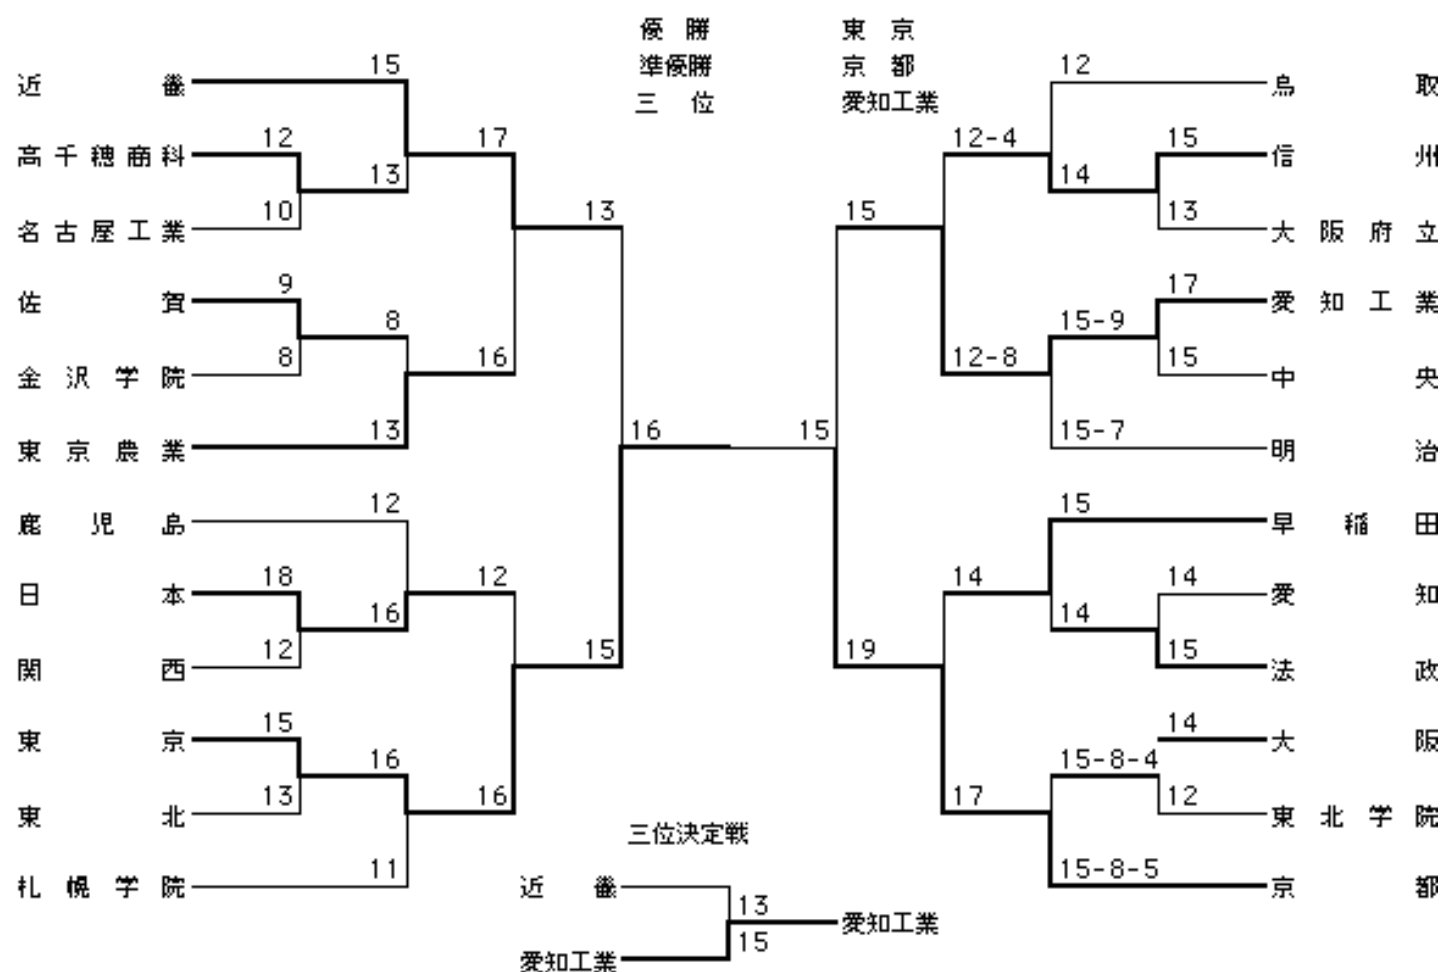 優勝 東京
準優勝 京都
三位 愛知工業
15 12
近畿 鳥取
12 17 12-4 15
高千穂商科 信州
13 14
10 13 15 13
名古屋工業 大阪府立
9 17
佐賀 愛知工業
8 15-9
8 16 12-8 15
金沢学院 中央
13 16 15 15-7
東京農業 明治
12 15
鹿児島 早稲田
18 12 14 14
日本 愛知
16 14
12 15 19 15
関西 法政
15 14
東京 大阪
16 15-8-4
13 16 17 12
東北 東北学院
三位決定戦
11 15-8-5
札幌学院 近畿 京都
13
愛知工業
15
愛知工業